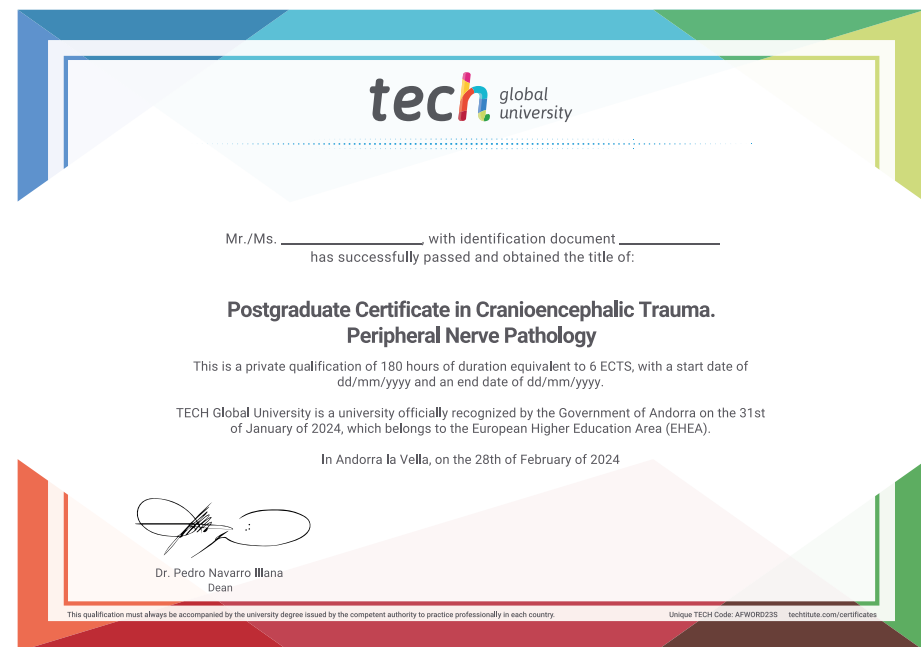 tech global university
Mr./Ms. ________________, with identification document ____________
has successfully passed and obtained the title of:
Postgraduate Certificate in Cranioencephalic Trauma.
Peripheral Nerve Pathology
This is a private qualification of 180 hours of duration equivalent to 6 ECTS, with a start date of
dd/mm/yyyy and an end date of dd/mm/yyyy.
TECH Global University is a university officially recognized by the Government of Andorra on the 31st
of January of 2024, which belongs to the European Higher Education Area (EHEA).
In Andorra la Vella, on the 28th of February of 2024
Dr. Pedro Navarro Illana
Dean
This qualification must always be accompanied by the university degree issued by the competent authority to practice professionally in each country.
Unique TECH Code: AFWORD23S techtitute.com/certificates